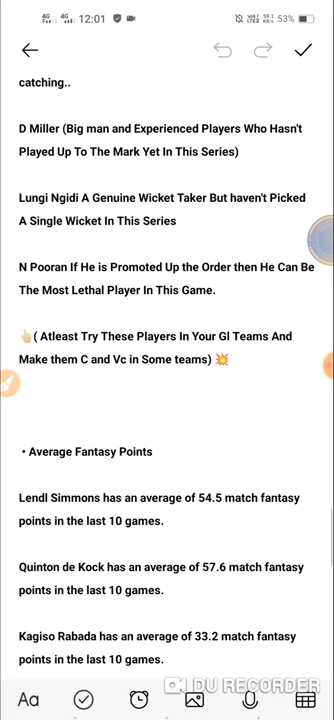 4G 4G 12:01 53%
catching..
D Miller (Big man and Experienced Players Who Hasn't
Played Up To The Mark Yet In This Series)
Lungi Ngidi A Genuine Wicket Taker But haven't Picked
A Single Wicket In This Series
N Pooran If He is Promoted Up the Order then He Can Be
The Most Lethal Player In This Game.
👆🏻( Atleast Try These Players In Your Gl Teams And
Make them C and Vc in Some teams) 💥
• Average Fantasy Points
Lendl Simmons has an average of 54.5 match fantasy
points in the last 10 games.
Quinton de Kock has an average of 57.6 match fantasy
points in the last 10 games.
Kagiso Rabada has an average of 33.2 match fantasy
points in the last 10 games.
DU RECORDER
Aa